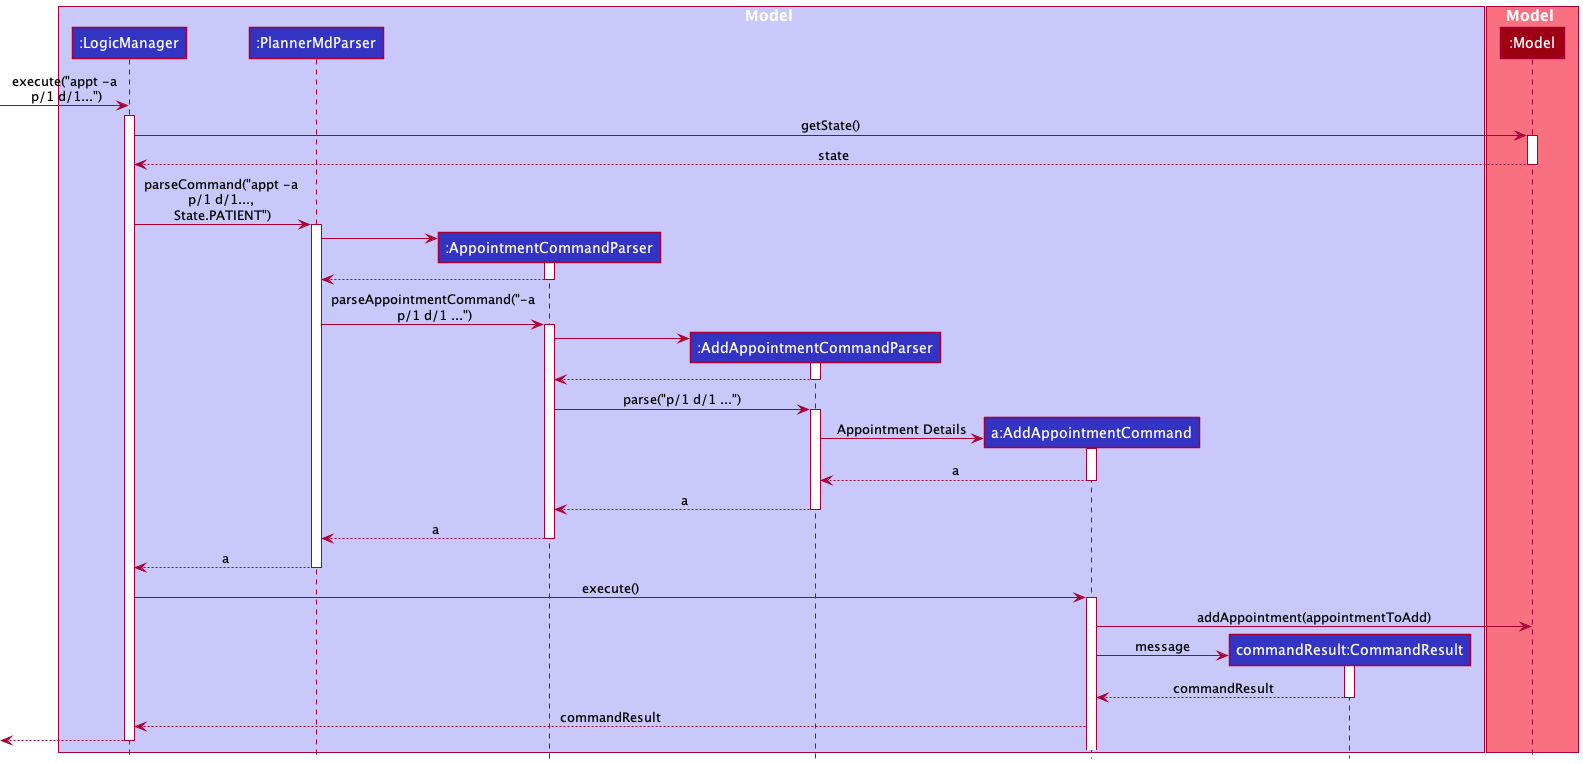 Model
Model
:LogicManager
:PlannerMdParser
:Model
execute("appt -a
p/1 d/1...")
getState()
state
parseCommand("appt -a
p/1 d/1...,
State.PATIENT")
:AppointmentCommandParser
parseAppointmentCommand("-a
p/1 d/1 ...")
:AddAppointmentCommandParser
parse("p/1 d/1 ...")
Appointment Details
a:AddAppointmentCommand
a
a
a
a
execute()
addAppointment(appointmentToAdd)
message
commandResult:CommandResult
commandResult
commandResult